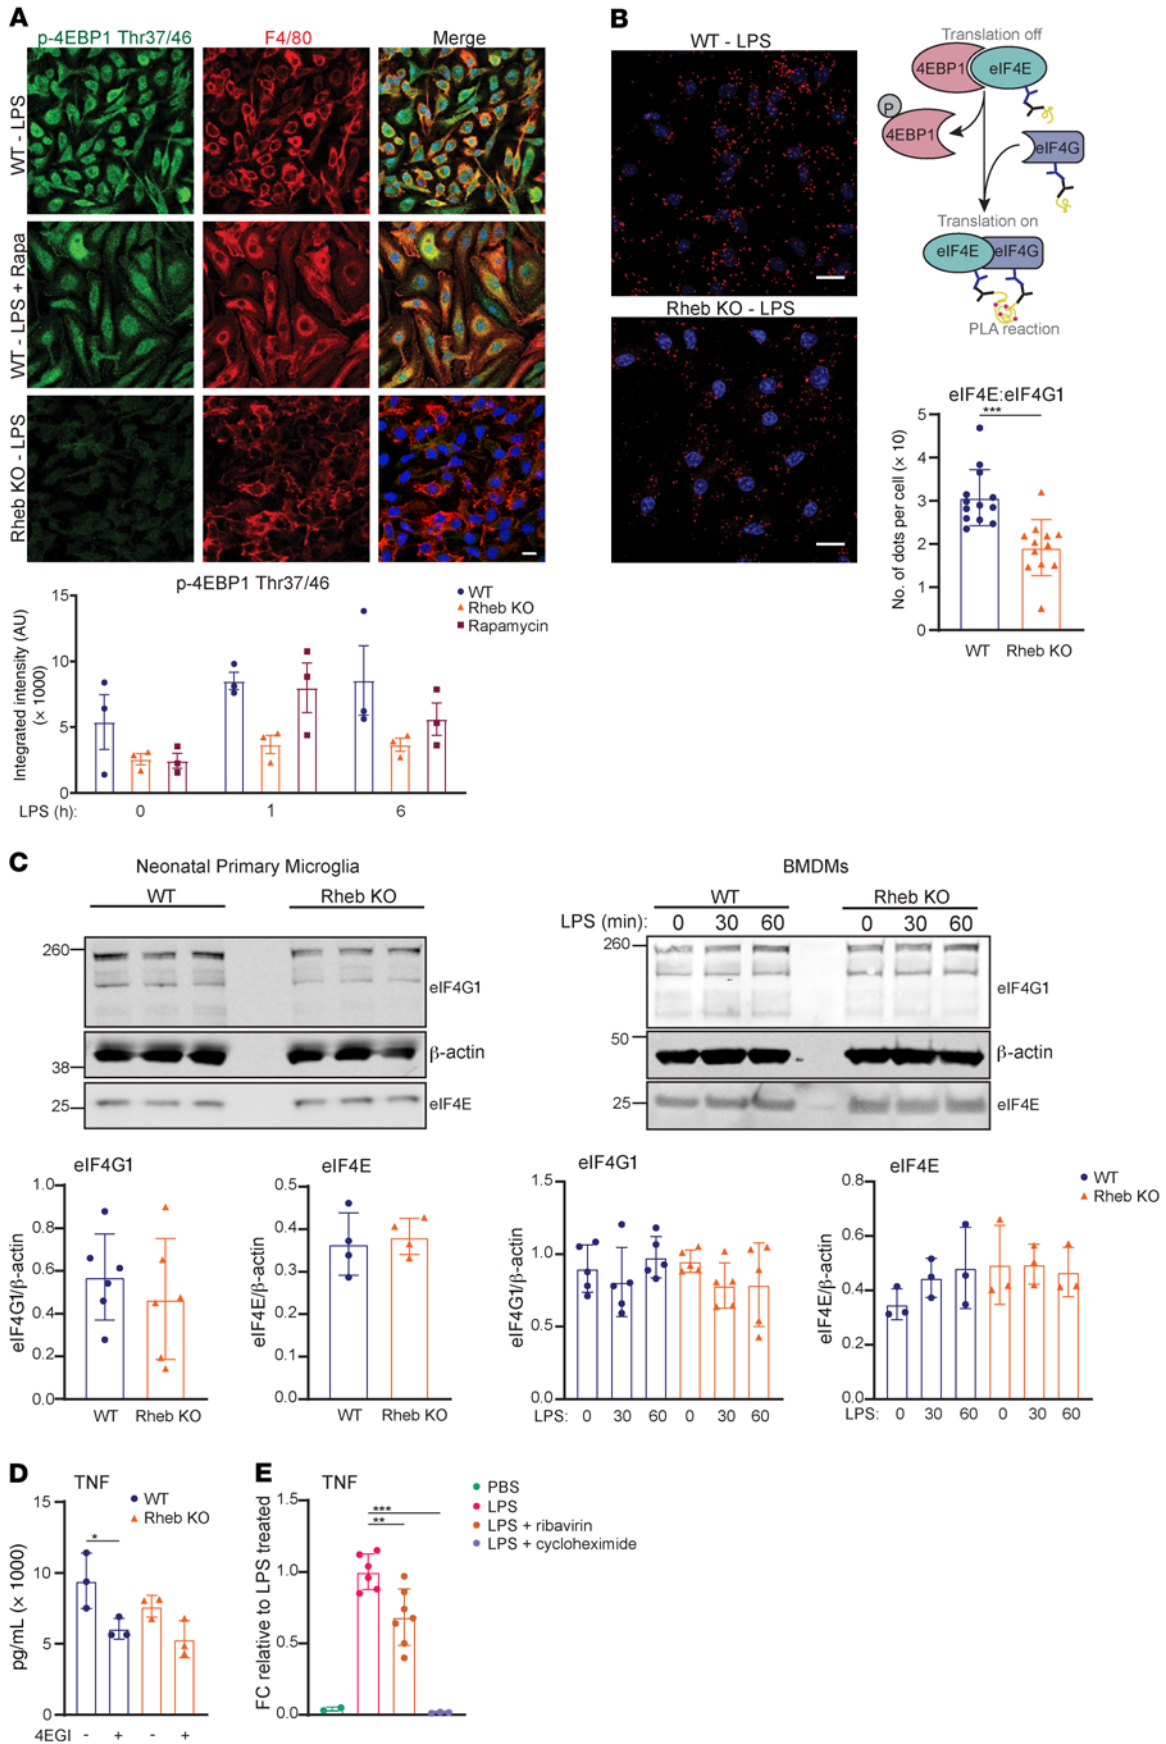 A
p-4EBP1 Thr37/46
F4/80
Merge
WT - LPS
WT - LPS + Rapa
Rheb KO - LPS
p-4EBP1 Thr37/46
Integrated intensity (AU)
(× 1000)
15
10
5
0
LPS (h):
0
1
6
WT
Rheb KO
Rapamycin
B
WT - LPS
Rheb KO - LPS
Translation off
4EBP1
eIF4E
P
4EBP1
eIF4G
Translation on
eIF4E
eIF4G
PLA reaction
eIF4E:eIF4G1
***
No. of dots per cell (× 10)
5
4
3
2
1
0
WT
Rheb KO
C
Neonatal Primary Microglia
WT
Rheb KO
260
eIF4G1
38
β-actin
25
eIF4E
BMDMs
WT
Rheb KO
LPS (min):
0 30 60 0 30 60
260
eIF4G1
50
β-actin
25
eIF4E
eIF4G1
eIF4G1/β-actin
1.0
0.8
0.6
0.4
0.2
0.0
WT
Rheb KO
eIF4E
eIF4E/β-actin
0.5
0.4
0.3
0.2
0.1
0.0
WT
Rheb KO
eIF4G1
eIF4G1/β-actin
1.5
1.0
0.5
0.0
LPS: 0 30 60 0 30 60
eIF4E
eIF4E/β-actin
0.8
0.6
0.4
0.2
0.0
LPS: 0 30 60 0 30 60
WT
Rheb KO
D
TNF
WT
Rheb KO
pg/mL (× 1000)
15
10
5
0
*
4EGI - + - +
E
TNF
FC relative to LPS treated
1.5
1.0
0.5
0.0
***
**
PBS
LPS
LPS + ribavirin
LPS + cycloheximide